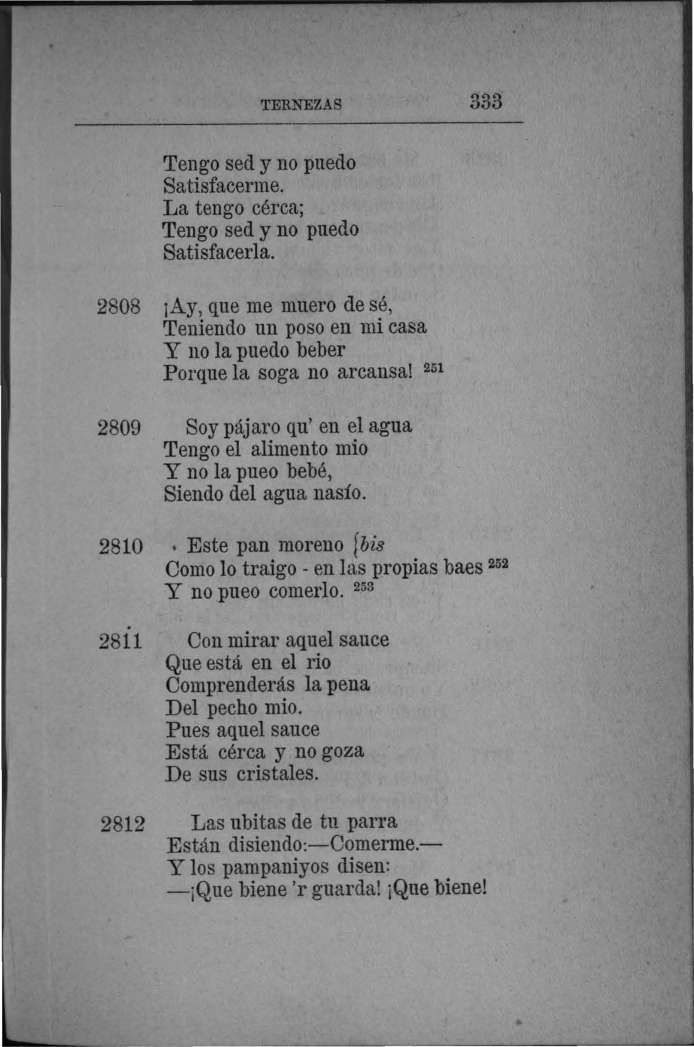 TERNEZAS 333
Tengo sed y no puedo
Satisfacerme.
La tengo cérca;
Tengo sed y no puedo
Satisfacerla.
2808 ¡Ay, que me muero de sé,
Teniendo un poso en mi casa
Y no la puedo beber
Porque la soga no arcansa! 251
2809 Soy pájaro qu' en el agua
Tengo el alimento mio
Y no la pueo bebé,
Siendo del agua nasío.
2810 Este pan moreno {bis
Como lo traigo - en las propias baes 252
Y no pueo comerlo. 253
2811 Con mirar aquel sauce
Que está en el rio
Comprenderás la pena
Del pecho mio.
Pues aquel sauce
Está cérca y no goza
De sus cristales.
2812 Las ubitas de tu parra
Están disiendo:—Comerme.—
Y los pampaniyos disen:
—¡Que biene 'r guarda! ¡Que biene!